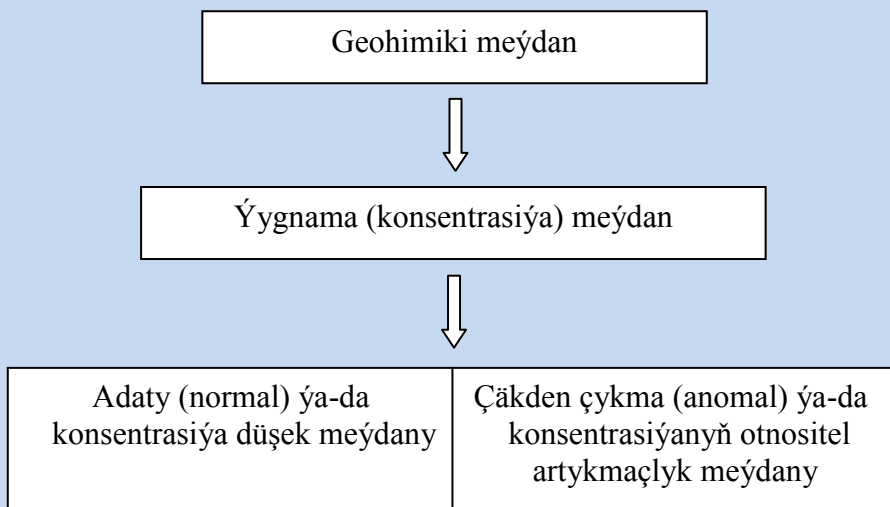 Geohimiki meýdan
Ýygnama (konsentrasiýa) meýdan
Adaty (normal) ýa-da
konsentrasiýa düşek meýdany
Çäkden çykma (anomal) ýa-da
konsentrasiýanyň otnositel
artykmaçlyk meýdany